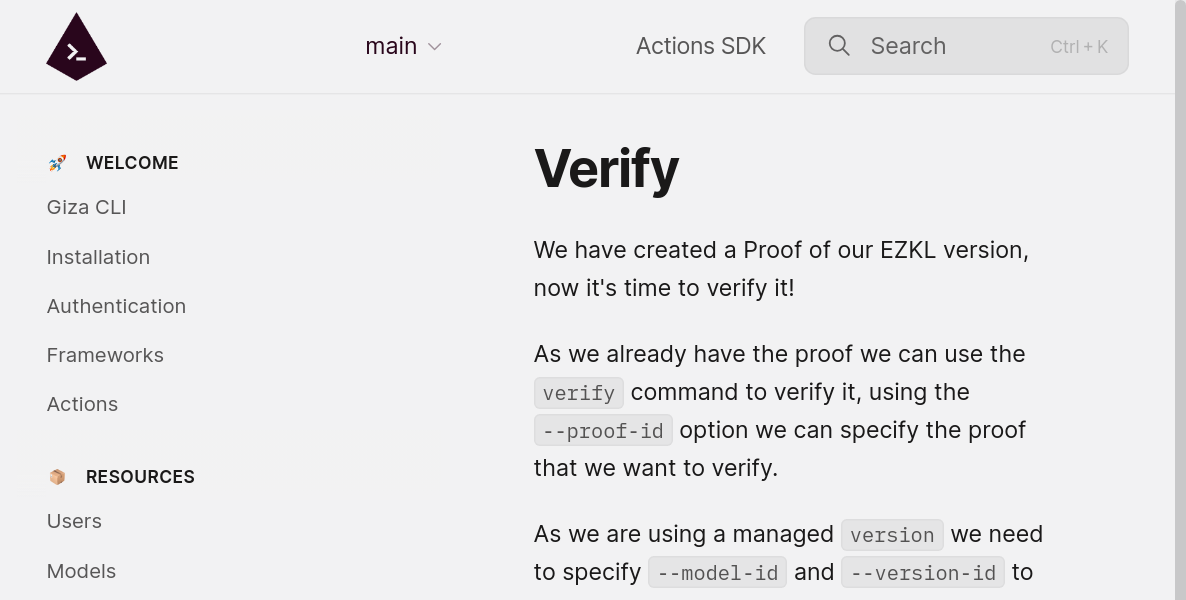 main
Actions SDK
Search
Ctrl + K
WELCOME
Giza CLI
Installation
Authentication
Frameworks
Actions
RESOURCES
Users
Models
Verify
We have created a Proof of our EZKL version,
now it's time to verify it!
As we already have the proof we can use the
verify command to verify it, using the
--proof-id option we can specify the proof
that we want to verify.
As we are using a managed version we need
to specify --model-id and --version-id to